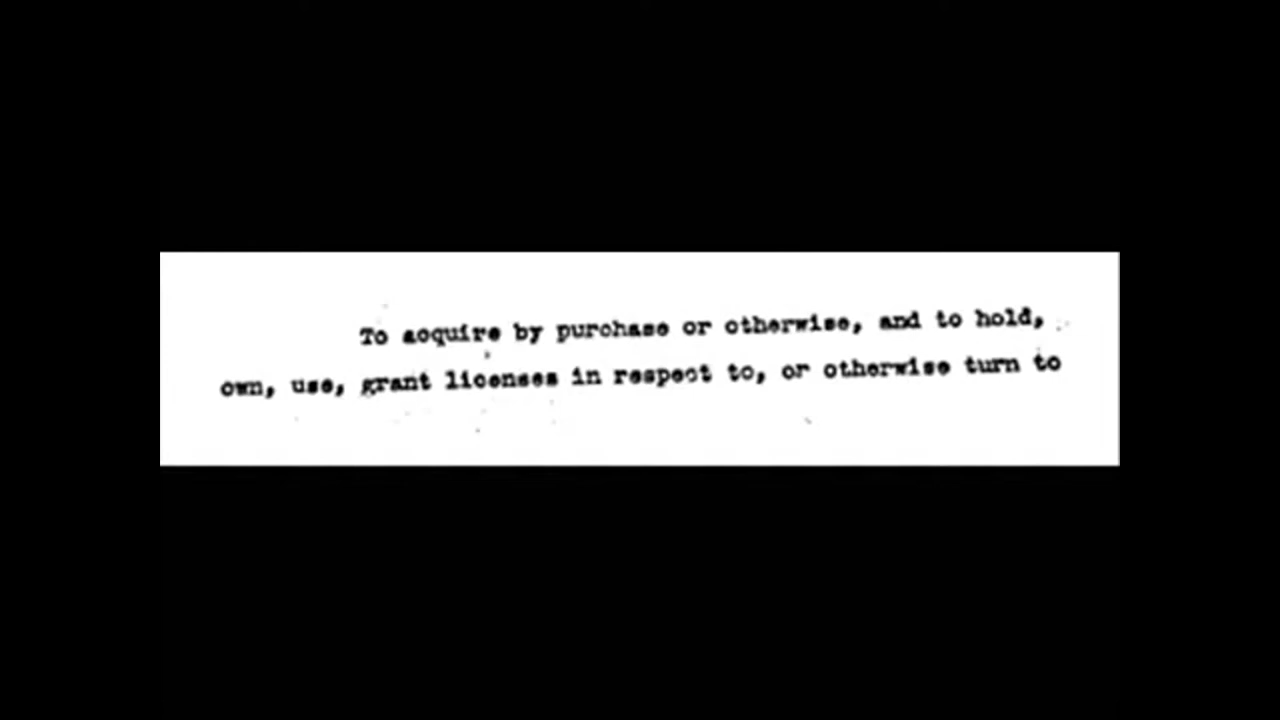 To acquire by purchase or otherwise, and to hold,
own, use, grant licenses in respect to, or otherwise turn to